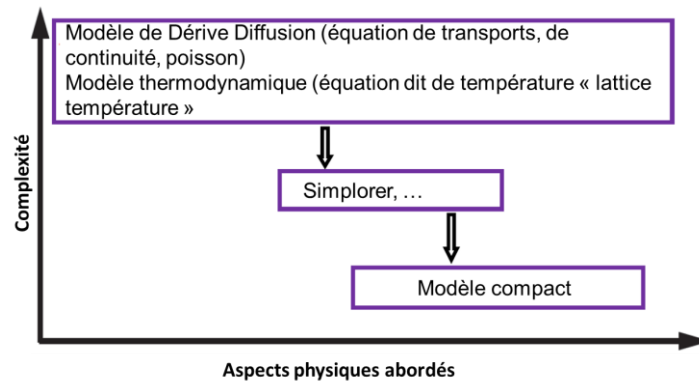 Modèle de Dérive Diffusion (équation de transports, de
continuité, poisson)
Modèle thermodynamique (équation dit de température « lattice
température »
Complexité
Simplorer, …
Modèle compact
Aspects physiques abordés